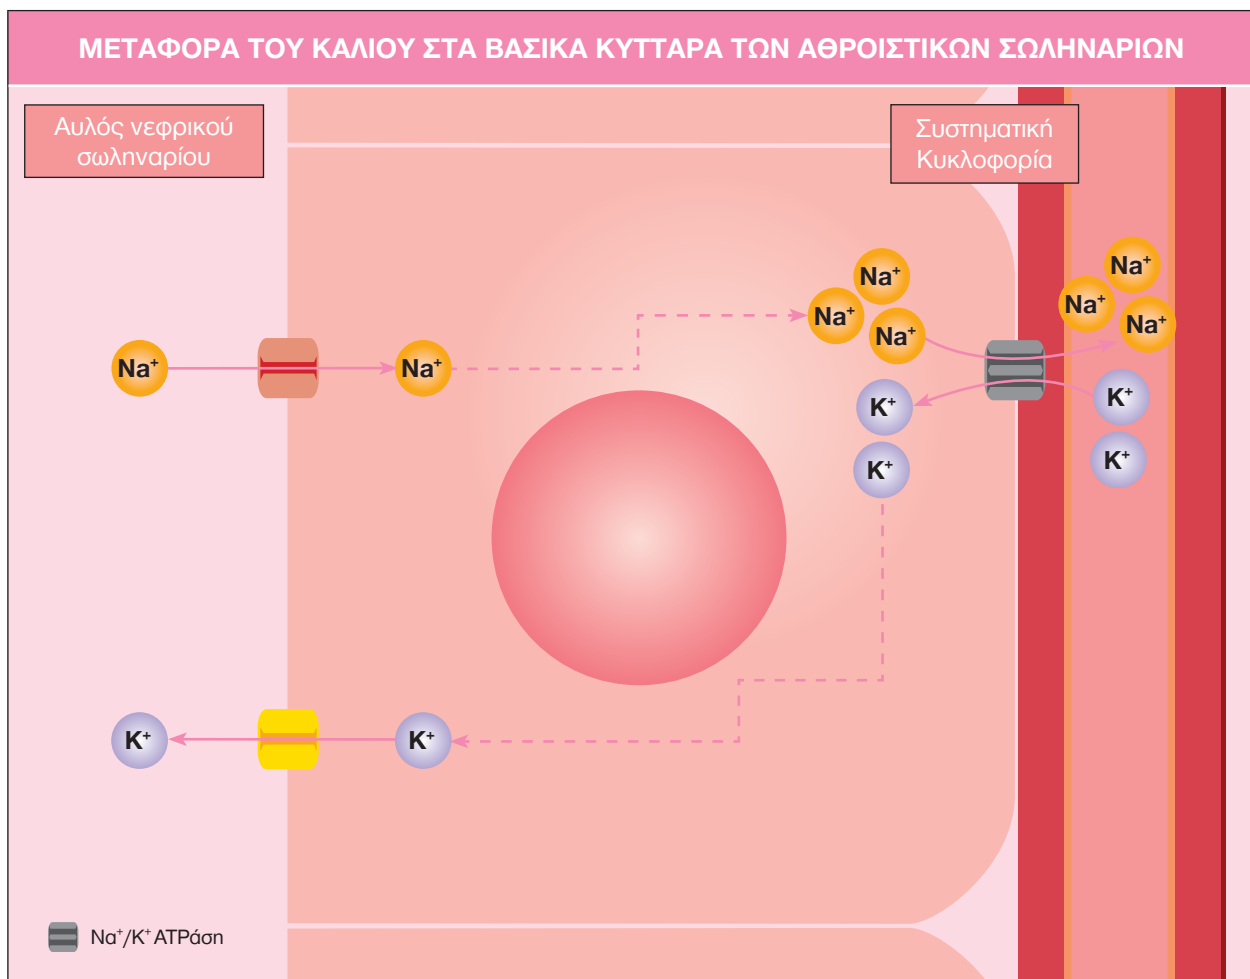 ΜΕΤΑΦΟΡΑ ΤΟΥ ΚΑΛΙΟΥ ΣΤΑ ΒΑΣΙΚΑ ΚΥΤΤΑΡΑ ΤΩΝ ΑΘΡΟΙΣΤΙΚΩΝ ΣΩΛΗΝΑΡΙΩΝ
Αυλός νεφρικού
σωληναρίου
Συστηματική
Κυκλοφορία
Na⁺
Na⁺
Na⁺
Na⁺
Na⁺
Na⁺
Na⁺
Na⁺
K⁺
K⁺
K⁺
K⁺
K⁺
K⁺
Na⁺/K⁺ ATPάση